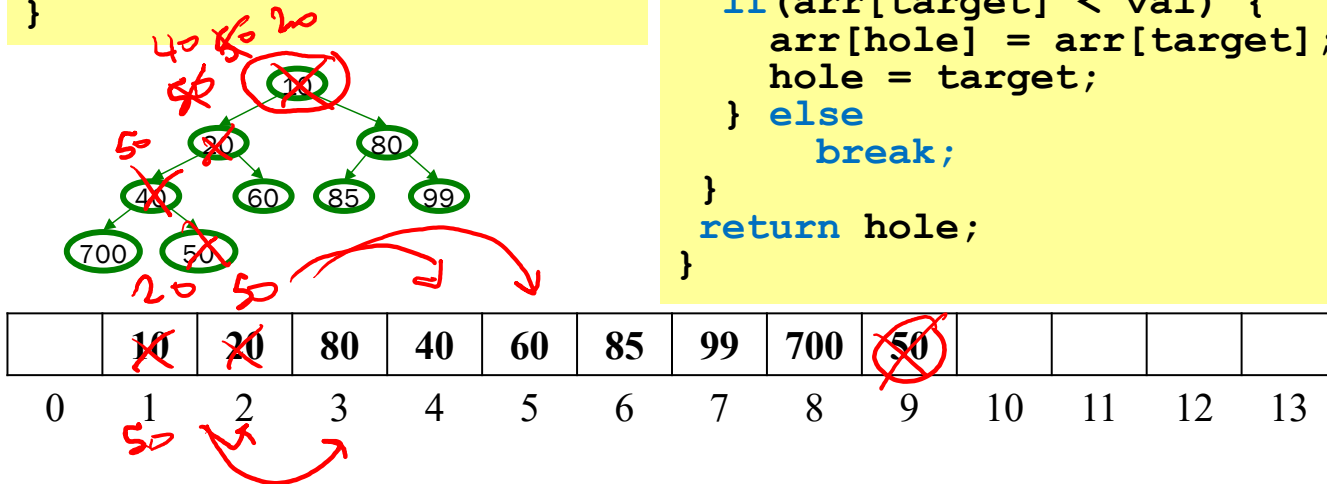 }
if(arr[target] < val) {
arr[hole] = arr[target];
hole = target;
} else
break;
}
return hole;
}
40 50 20
50
10
50
20 80
40 60 85 99
700 50
20 50
10 20 80 40 60 85 99 700 50
0 1 2 3 4 5 6 7 8 9 10 11 12 13
50